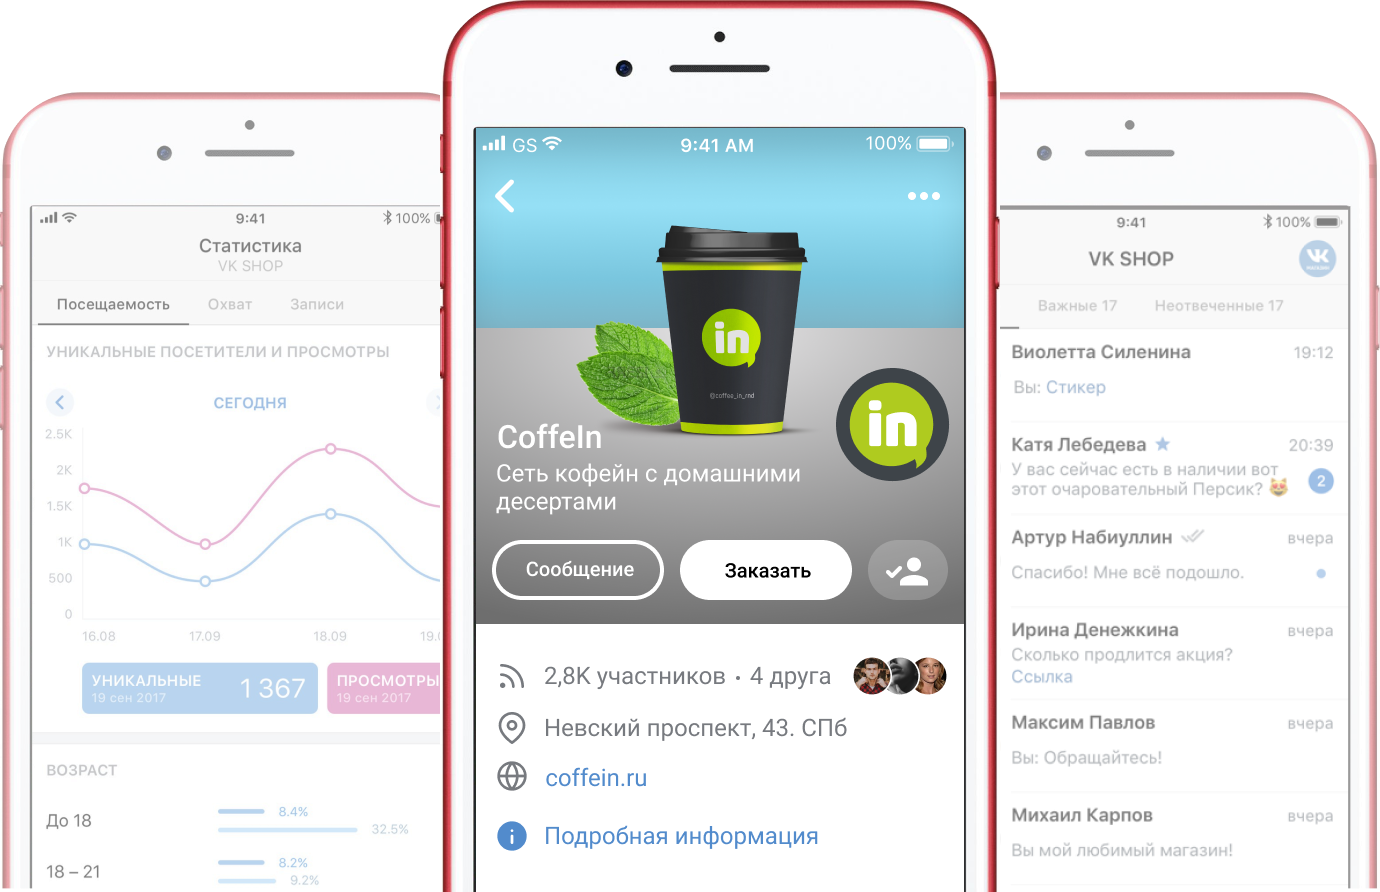 9:41
100%
Статистика
VK SHOP
Посещаемость
Охват
Записи
УНИКАЛЬНЫЕ ПОСЕТИТЕЛИ И ПРОСМОТРЫ
СЕГОДНЯ
2.5K
2K
1.5K
1K
500
0
16.08
17.09
18.09
19.0
УНИКАЛЬНЫЕ
19 сен 2017
1 367
ПРОСМОТРЫ
19 сен 2017
ВОЗРАСТ
До 18
8.4%
32.5%
18 – 21
8.2%
9.2%
GS
9:41 AM
100%
in
@coffee_in_rnd
in
CoffeIn
Сеть кофейн с домашними
десертами
Сообщение
Заказать
2,8K участников · 4 друга
Невский проспект, 43. СПб
coffein.ru
Подробная информация
9:41
100%
VK SHOP
VK
МАГАЗИН
Важные 17
Неотвеченные 17
Виолетта Силенина
19:12
Вы: Стикер
Катя Лебедева
20:39
У вас сейчас есть в наличии вот
этот очаровательный Персик?
2
Артур Набиуллин
вчера
Спасибо! Мне всё подошло.
Ирина Денежкина
вчера
Сколько продлится акция?
Ссылка
Максим Павлов
вчера
Вы: Обращайтесь!
Михаил Карпов
вчера
Вы мой любимый магазин!